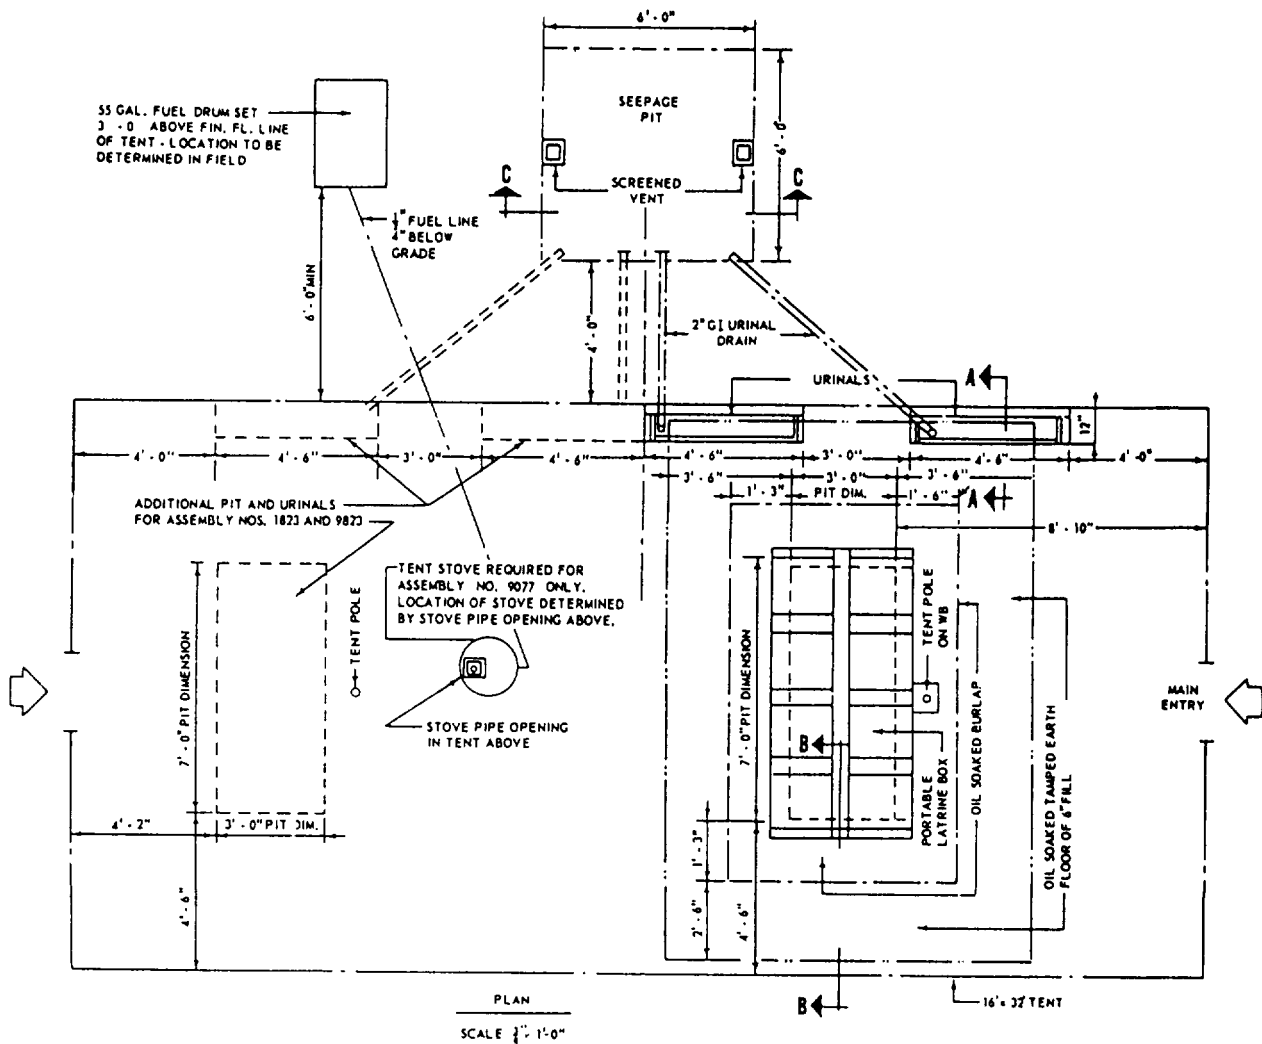 6'-0"
55 GAL. FUEL DRUM SET
3 -0 ABOVE FIN. FL. LINE
OF TENT - LOCATION TO BE
DETERMINED IN FIELD
SEEPAGE
PIT
6'-0"
C
SCREENED
VENT
C
FUEL LINE
4" BELOW
GRADE
6'-0" MIN
4'-0"
2" GI URINAL
DRAIN
URINALS
A
12"
4'-0"
4'-6"
3'-0"
4'-6"
4'-6"
3'-0"
4'-6"
4'-0"
3'-6"
3'-0"
3'-6"
1'-3"
PIT DIM.
1'-6"
A
8'-10"
ADDITIONAL PIT AND URINALS
FOR ASSEMBLY NOS. 1823 AND 9823
TENT STOVE REQUIRED FOR
ASSEMBLY NO. 9077 ONLY.
LOCATION OF STOVE DETERMINED
BY STOVE PIPE OPENING ABOVE.
7'-0" PIT DIMENSION
TENT POLE
STOVE PIPE OPENING
IN TENT ABOVE
7'-0" PIT DIMENSION
B
PORTABLE
LATRINE BOX
TENT POLE
ON WB
OIL SOAKED BURLAP
OIL SOAKED TAMPED EARTH
FLOOR OF 6" FILL
MAIN
ENTRY
4'-2"
3'-0" PIT DIM.
4'-6"
1'-3"
2'-6"
4'-6"
B
16' x 32' TENT
PLAN
SCALE 1'-0"